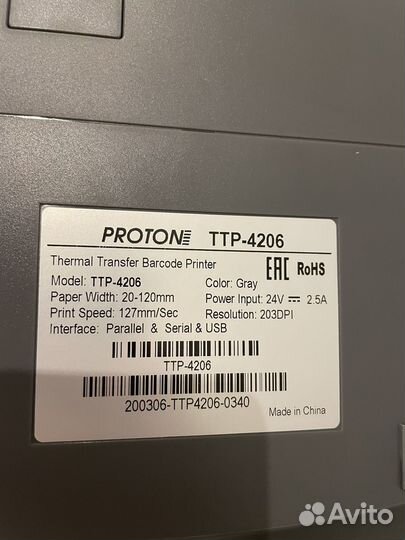 PROTON TTP-4206
Thermal Transfer Barcode Printer
EAC RoHS
Model: TTP-4206 Color: Gray
Paper Width: 20-120mm Power Input: 24V 2.5A
Print Speed: 127mm/Sec Resolution: 203DPI
Interface: Parallel & Serial & USB
TTP-4206
200306-TTP4206-0340
Made in China
Avito